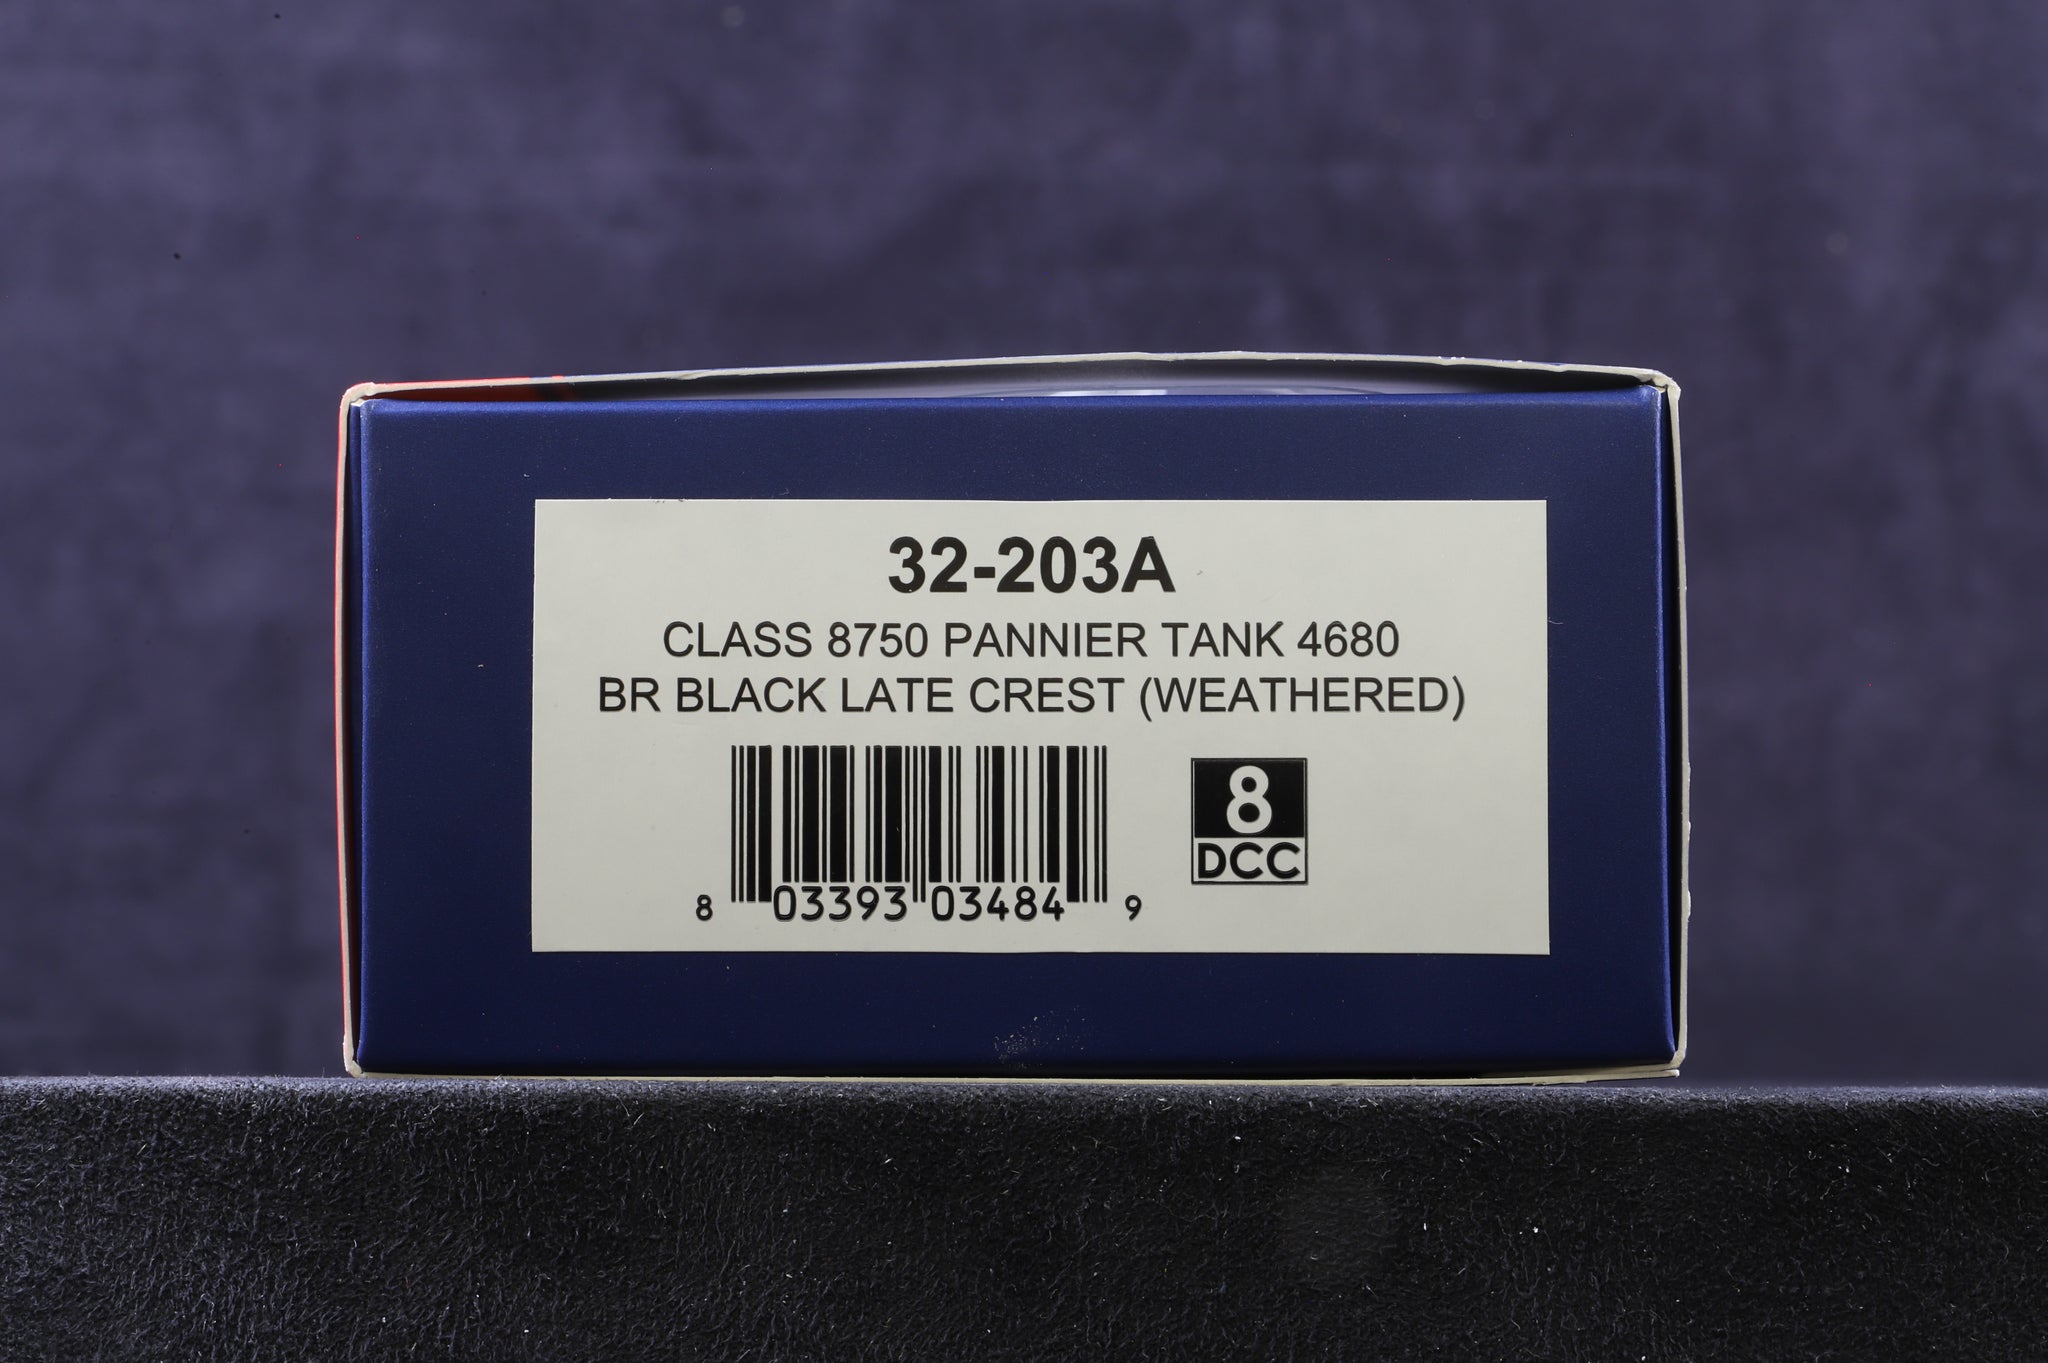 32-203A
CLASS 8750 PANNIER TANK 4680
BR BLACK LATE CREST (WEATHERED)
8 03393 03484 9
8
DCC